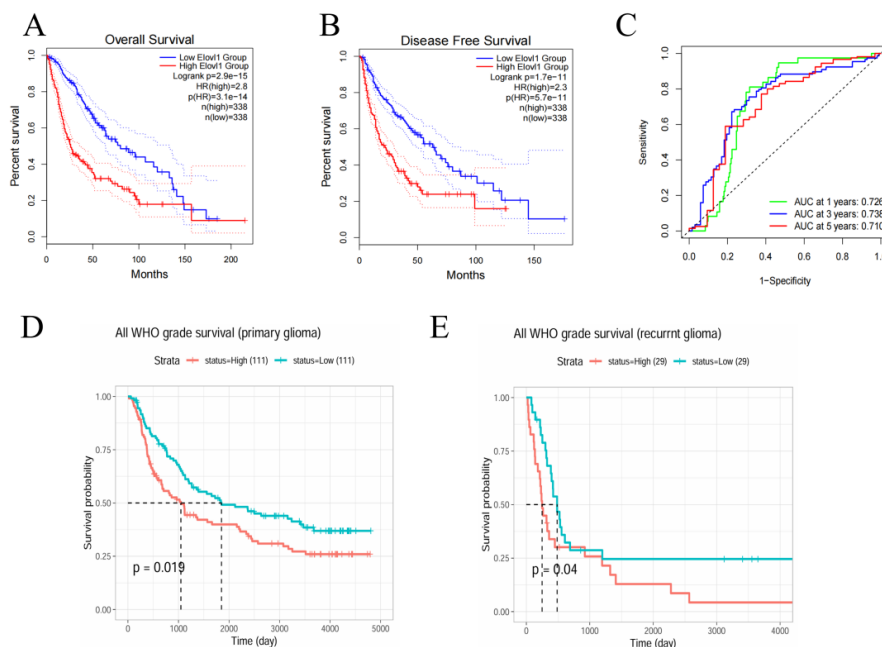 A
Overall Survival
Low Elovl1 Group
High Elovl1 Group
Logrank p=2.9e−15
HR(high)=2.8
p(HR)=3.1e−14
n(high)=338
n(low)=338
Percent survival
1.0
0.8
0.6
0.4
0.2
0.0
0 50 100 150 200
Months
B
Disease Free Survival
Low Elovl1 Group
High Elovl1 Group
Logrank p=1.7e−11
HR(high)=2.3
p(HR)=5.7e−11
n(high)=338
n(low)=338
Percent survival
1.0
0.8
0.6
0.4
0.2
0.0
0 50 100 150
Months
C
Sensitivity
1.0
0.8
0.6
0.4
0.2
0.0
AUC at 1 years: 0.726
AUC at 3 years: 0.738
AUC at 5 years: 0.710
0.0 0.2 0.4 0.6 0.8 1.0
1−Specificity
D
All WHO grade survival (primary glioma)
Strata status=High (111) status=Low (111)
Survival probability
1.00
0.75
0.50
0.25
0.00
p = 0.019
0 1000 2000 3000 4000 5000
Time (day)
E
All WHO grade survival (recurrnt glioma)
Strata status=High (29) status=Low (29)
Survival probability
1.00
0.75
0.50
0.25
0.00
p = 0.04
0 1000 2000 3000 4000
Time (day)